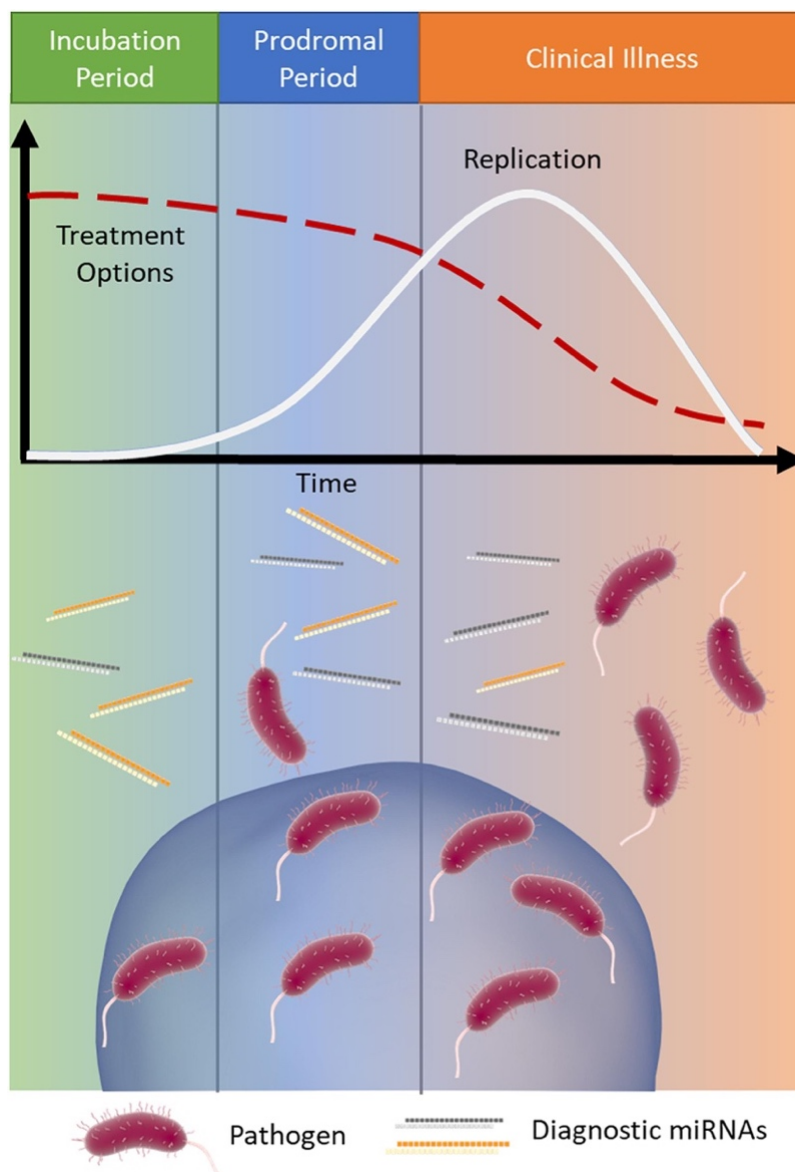 Incubation
Period
Prodromal
Period
Clinical Illness
Replication
Treatment
Options
Time
Pathogen
Diagnostic miRNAs